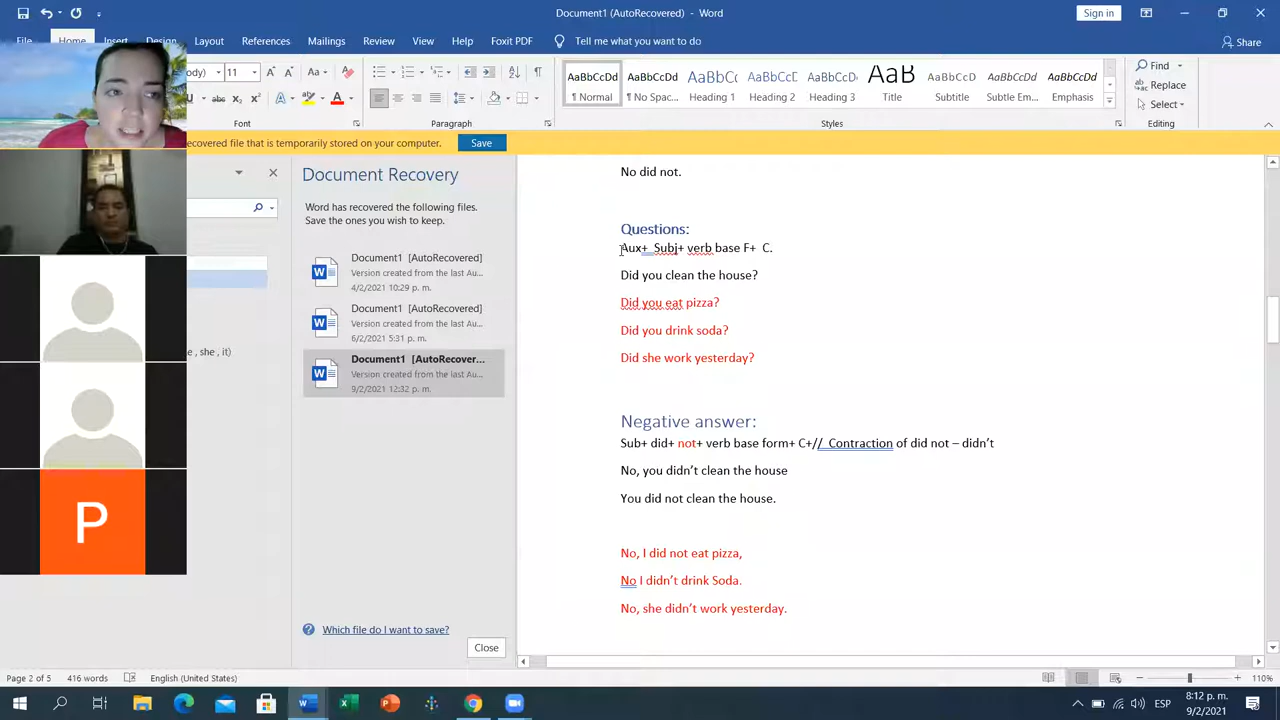 Document1 (AutoRecovered) - Word
Sign in
File Home Insert Design Layout References Mailings Review View Help Foxit PDF Tell me what you want to do Share
ody) 11
AaBbCcDd AaBbCcDd AaBbCc AaBbCcD AaBbCcD AaB AaBbCcD AaBbCcDd AaBbCcDd
¶ Normal ¶ No Spac... Heading 1 Heading 2 Heading 3 Title Subtitle Subtle Em... Emphasis
Find
Replace
Select
Font Paragraph Styles Editing
ecovered file that is temporarily stored on your computer. Save
Document Recovery
Word has recovered the following files.
Save the ones you wish to keep.
Document1 [AutoRecovered]
Version created from the last Au...
4/2/2021 10:29 p. m.
Document1 [AutoRecovered]
Version created from the last Au...
6/2/2021 5:31 p. m.
Document1 [AutoRecover...
Version created from the last Au...
9/2/2021 12:32 p. m.
e , she , it)
Which file do I want to save?
Close
P
No did not.
Questions:
Aux+ Subj+ verb base F+ C.
Did you clean the house?
Did you eat pizza?
Did you drink soda?
Did she work yesterday?
Negative answer:
Sub+ did+ not+ verb base form+ C+// Contraction of did not – didn't
No, you didn't clean the house
You did not clean the house.
No, I did not eat pizza,
No I didn't drink Soda.
No, she didn't work yesterday.
Page 2 of 5 416 words English (United States) 110%
ESP 8:12 p. m.
9/2/2021